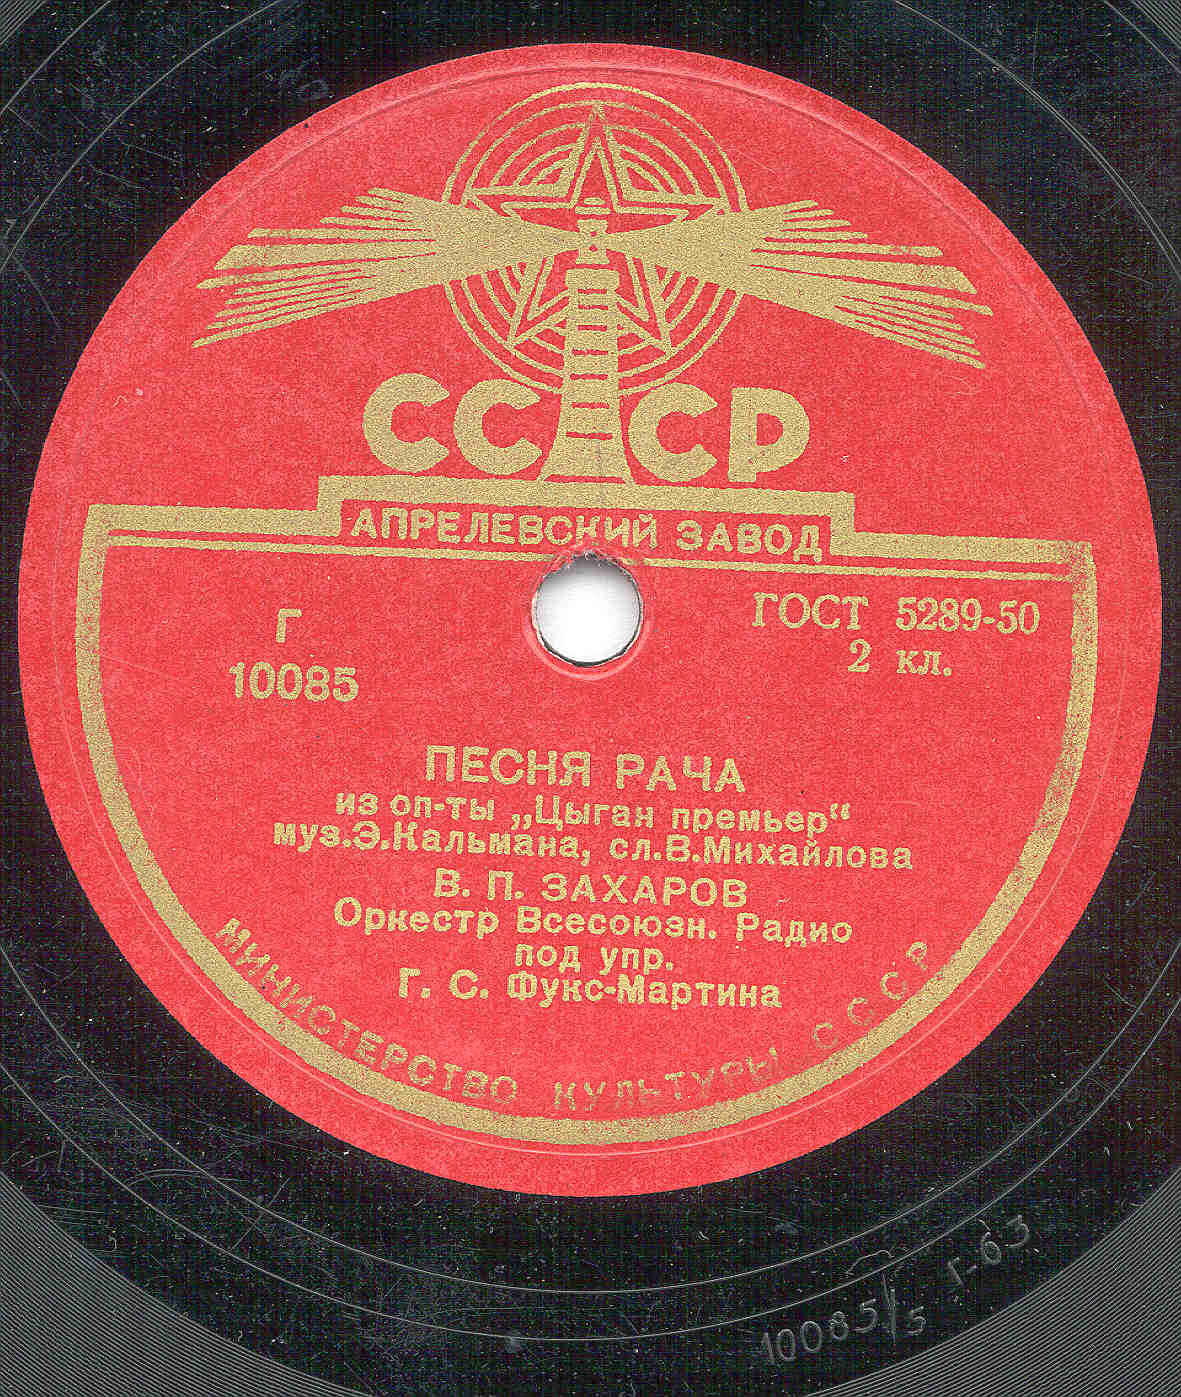 СССР
АПРЕЛЕВСКИЙ ЗАВОД
Г
10085
ГОСТ 5289-50
2 кл.
ПЕСНЯ РАЧА
из оп-ты „Цыган премьер“
муз.Э.Кальмана, сл.В.Михайлова
В. П. ЗАХАРОВ
Оркестр Всесоюзн. Радио
под упр.
Г. С. Фукс-Мартина
МИНИСТЕРСТВО КУЛЬТУРЫ СССР
10085/5 г-63